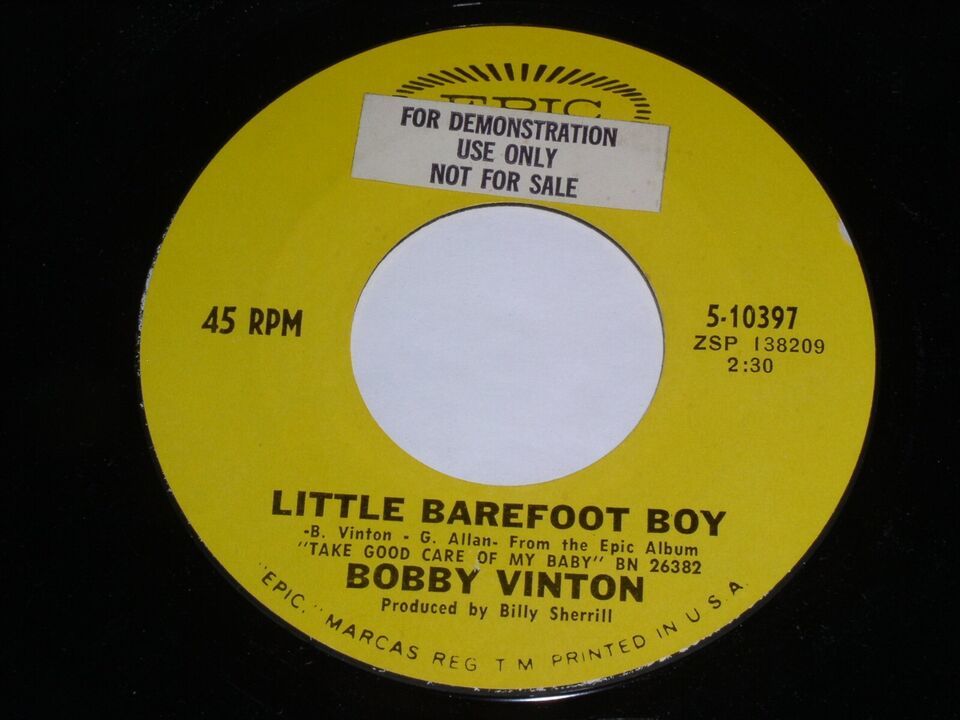 EPIC
FOR DEMONSTRATION
USE ONLY
NOT FOR SALE
45 RPM
5-10397
ZSP 138209
2:30
LITTLE BAREFOOT BOY
-B. Vinton - G. Allan- From the Epic Album
"TAKE GOOD CARE OF MY BABY" BN 26382
BOBBY VINTON
Produced by Billy Sherrill
"EPIC," MARCAS REG T M PRINTED IN U S A